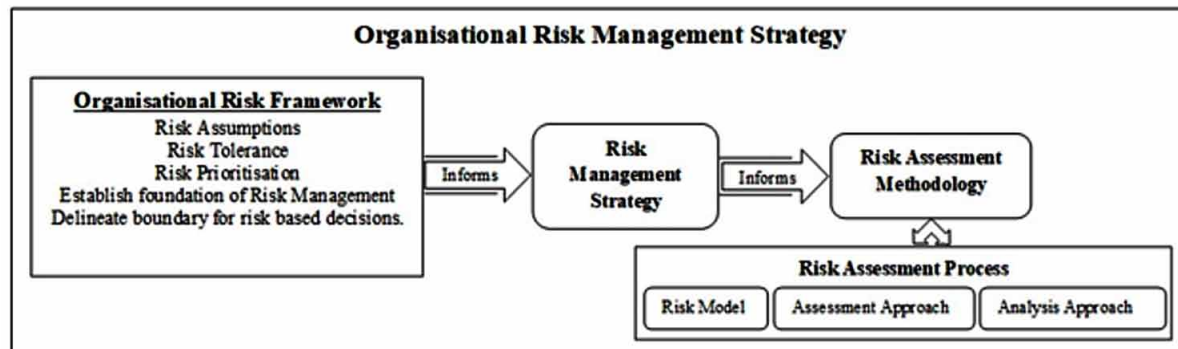 Organisational Risk Management Strategy
Organisational Risk Framework
Risk Assumptions
Risk Tolerance
Risk Prioritisation
Establish foundation of Risk Management
Delineate boundary for risk based decisions.
Informs
Risk
Management
Strategy
Informs
Risk Assessment
Methodology
Risk Assessment Process
Risk Model
Assessment Approach
Analysis Approach